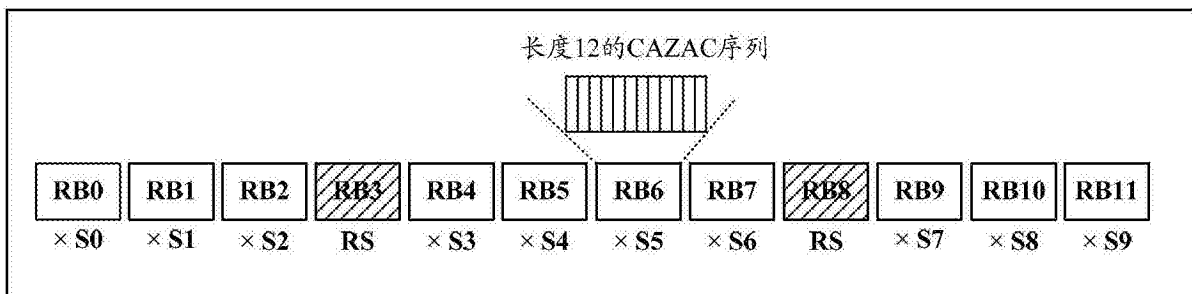 长度12的CAZAC序列
RB0 RB1 RB2 RB3 RB4 RB5 RB6 RB7 RB8 RB9 RB10 RB11
× S0 × S1 × S2 RS × S3 × S4 × S5 × S6 RS × S7 × S8 × S9